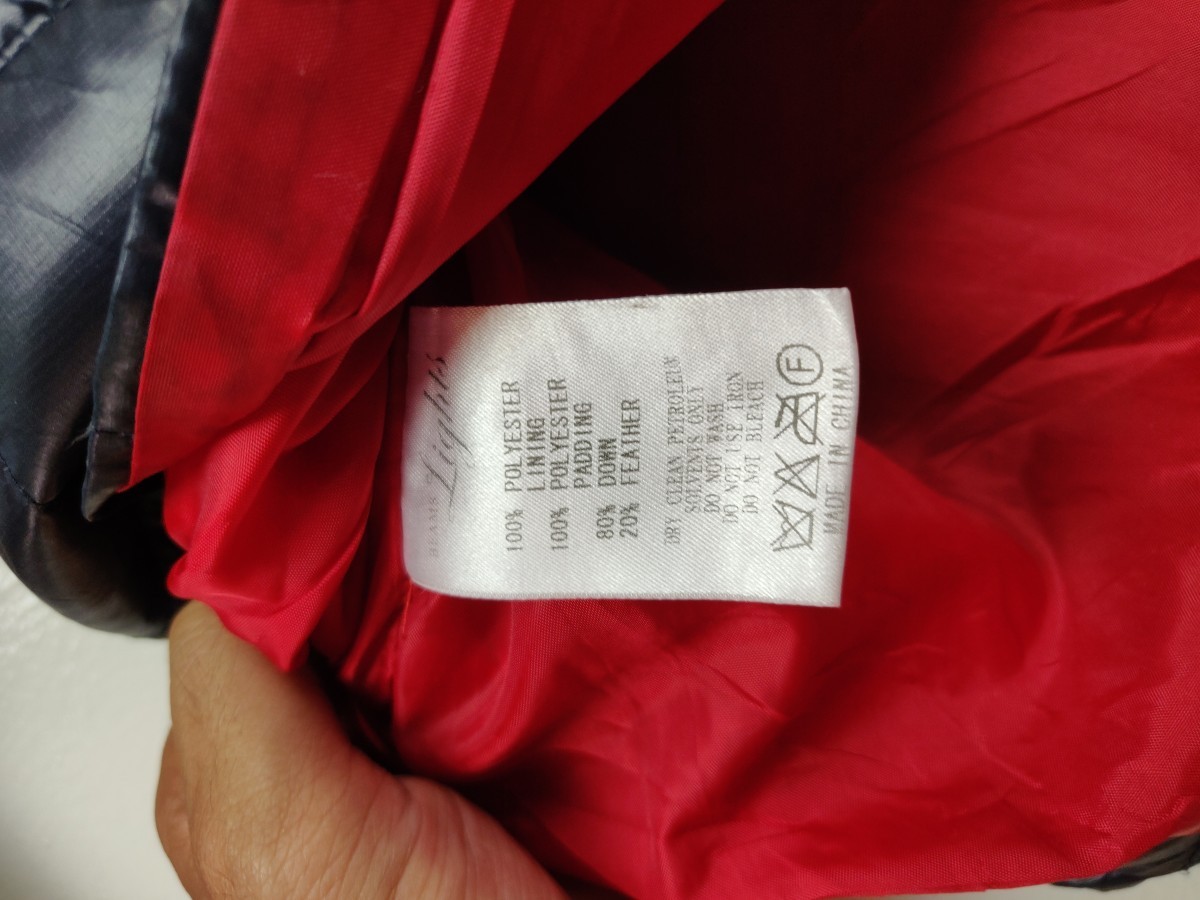 BEAMS Lights
100% POLYESTER
LINING
100% POLYESTER
PADDING
80% DOWN
20% FEATHER
DRY CLEAN PETROLEUM
SOLVENTS ONLY
DO NOT WASH
DO NOT USE IRON
DO NOT BLEACH
F
MADE IN CHINA